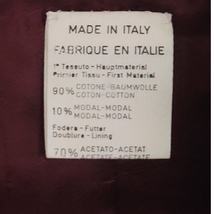 MADE IN ITALY
FABRIQUE EN ITALIE
1° Tessuto - Hauptmaterial
Primier Tissu - First Material
90% COTONE-BAUMWOLLE
COTON-COTTON
10% MODAL-MODAL
MODAL-MODAL
Fodera - Futter
Doublure - Lining
70% ACETATO-ACETAT
ACETATE-ACETATE